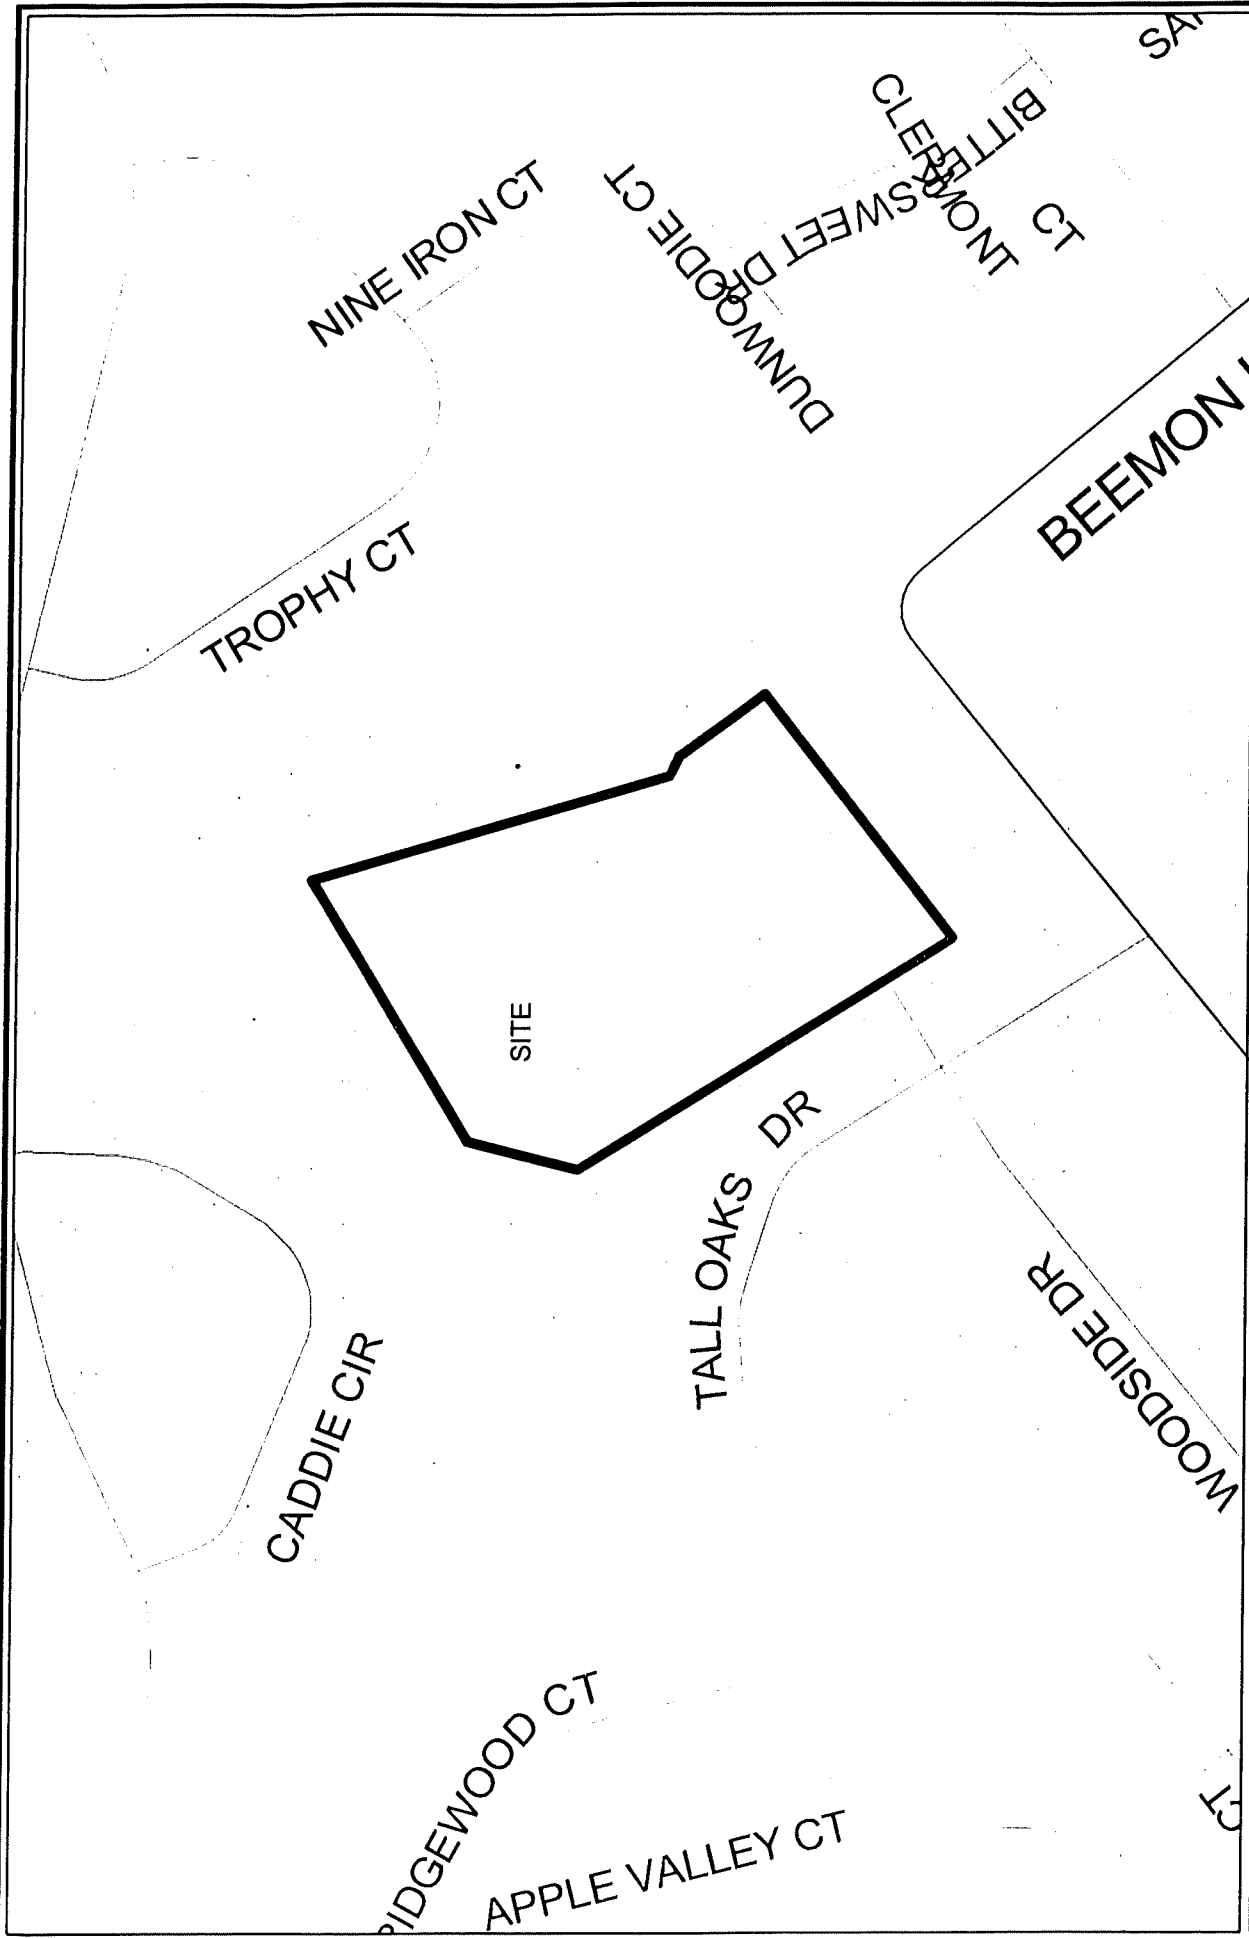 NINE IRON CT
DUNWOODIE CT
BITTERSWEET DR
CLERMONT CT
BEEMON
TROPHY CT
SITE
TALL OAKS DR
WOODSIDE DR
CADDIE CIR
APPLE VALLEY CT
CT